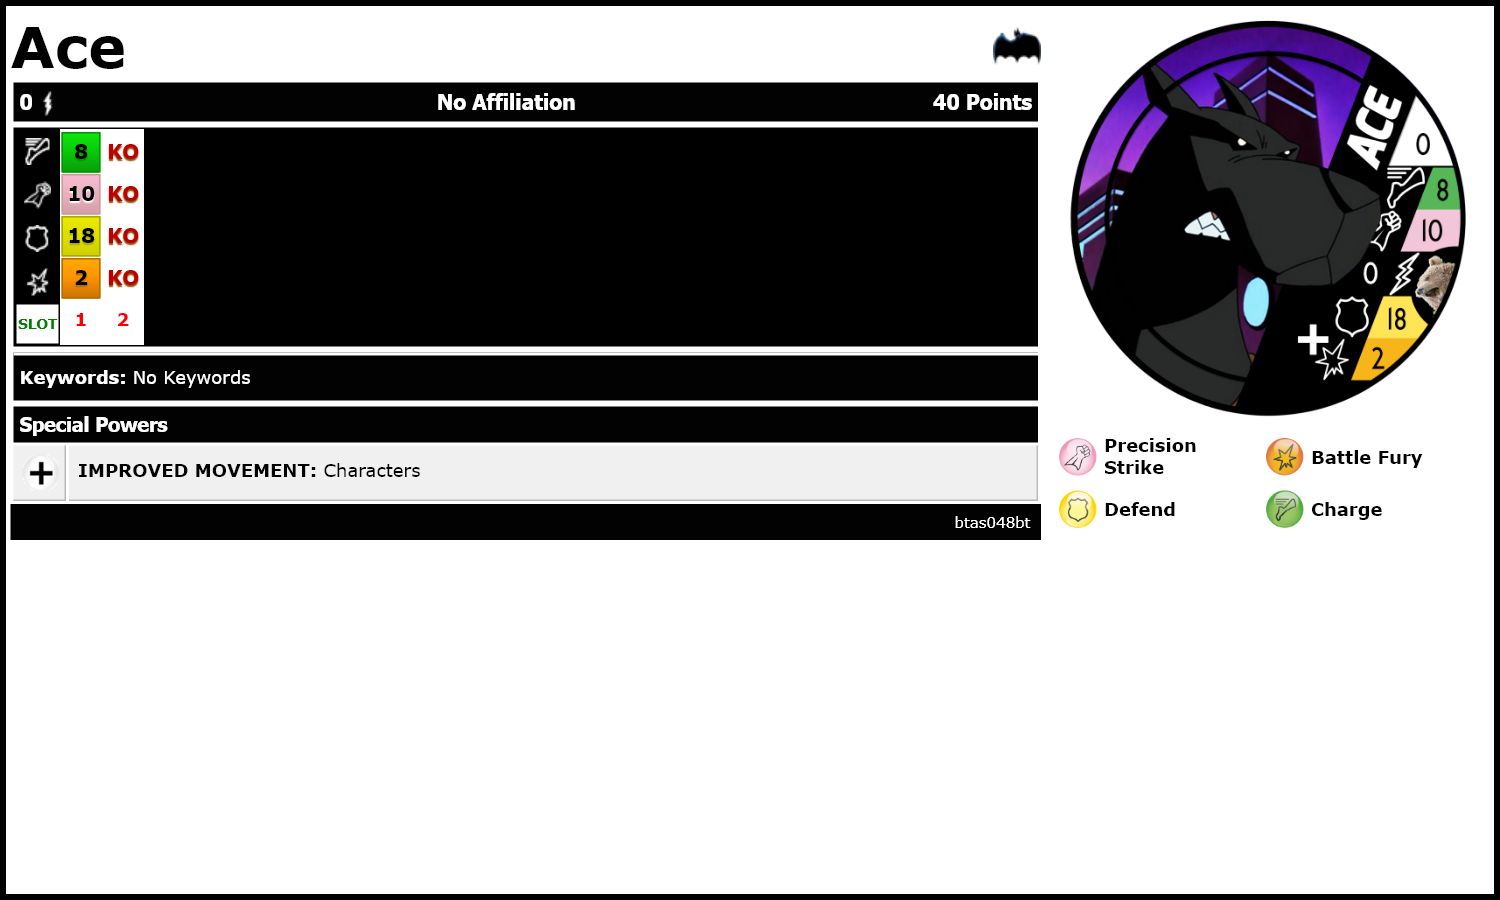 Ace
0 No Affiliation 40 Points
8 KO
10 KO
18 KO
2 KO
SLOT 1 2
Keywords: No Keywords
Special Powers
IMPROVED MOVEMENT: Characters
btas048bt
ACE
0
8
10
0
18
2
Precision
Strike
Battle Fury
Defend
Charge